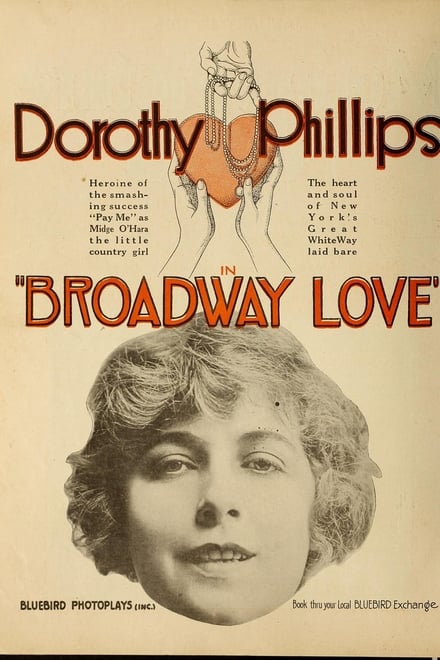 Dorothy Phillips
Heroine of
the smash-
ing success
"Pay Me" as
Midge O'Hara
the little
country girl
The heart
and soul
of New
York's
Great
WhiteWay
laid bare
IN
"BROADWAY LOVE"
BLUEBIRD PHOTOPLAYS (INC.)
Book thru your Local BLUEBIRD Exchange